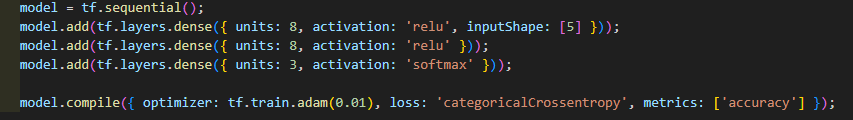 model = tf.sequential();
model.add(tf.layers.dense({ units: 8, activation: 'relu', inputShape: [5] }));
model.add(tf.layers.dense({ units: 8, activation: 'relu' }));
model.add(tf.layers.dense({ units: 3, activation: 'softmax' }));
model.compile({ optimizer: tf.train.adam(0.01), loss: 'categoricalCrossentropy', metrics: ['accuracy'] });